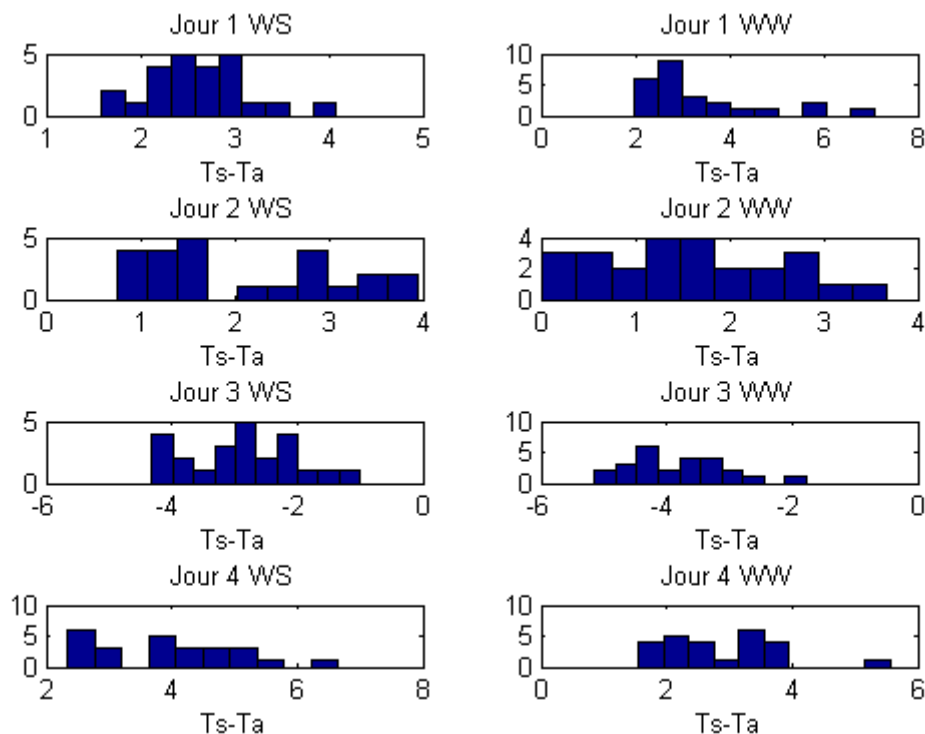 Jour 1 WS
5
0
1 2 3 4 5
Ts-Ta
Jour 1 WW
10
5
0
0 2 4 6 8
Ts-Ta
Jour 2 WS
5
0
0 1 2 3 4
Ts-Ta
Jour 2 WW
4
2
0
0 1 2 3 4
Ts-Ta
Jour 3 WS
5
0
-6 -4 -2 0
Ts-Ta
Jour 3 WW
10
5
0
-6 -4 -2 0
Ts-Ta
Jour 4 WS
10
5
0
2 4 6 8
Ts-Ta
Jour 4 WW
10
5
0
0 2 4 6
Ts-Ta